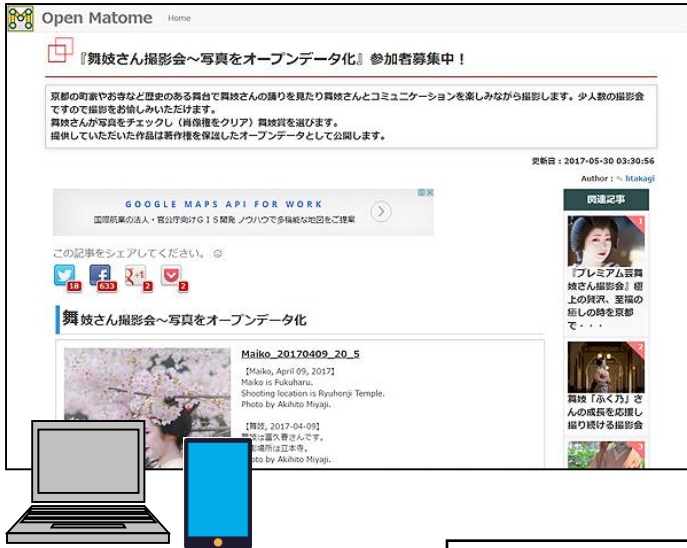 Open Matome Home
『舞妓さん撮影会～写真をオープンデータ化』参加者募集中！
京都の町家やお寺など歴史のある舞台で舞妓さんの踊りを見たり舞妓さんとコミュニケーションを楽しみながら撮影します。少人数の撮影会
ですので撮影をお愉しみいただけます。
舞妓さんが写真をチェックし（肖像権をクリア）舞妓賞を選びます。
提供していただいた作品は著作権を保護したオープンデータとして公開します。
更新日：2017-05-30 03:30:56
Author : htakagi
GOOGLE MAPS API FOR WORK
国際航業の法人・官公庁向けGIS開発 ノウハウで多機能な地図をご提案
この記事をシェアしてください。
18
633
+1
2
2
舞妓さん撮影会～写真をオープンデータ化
Maiko_20170409_20_5
【Maiko, April 09, 2017】
Maiko is Fukuharu.
Shooting location is Ryuhonji Temple.
Photo by Akihito Miyaji.
【舞妓, 2017-04-09】
舞妓は富久春さんです。
影場所は立本寺。
Photo by Akihito Miyaji.
関連記事
1
『プレミアム芸舞
妓さん撮影会』極
上の贅沢、至福の
癒しの時を京都
で・・・
2
舞妓「ふく乃」さ
んの成長を応援し
撮り続ける撮影会
3